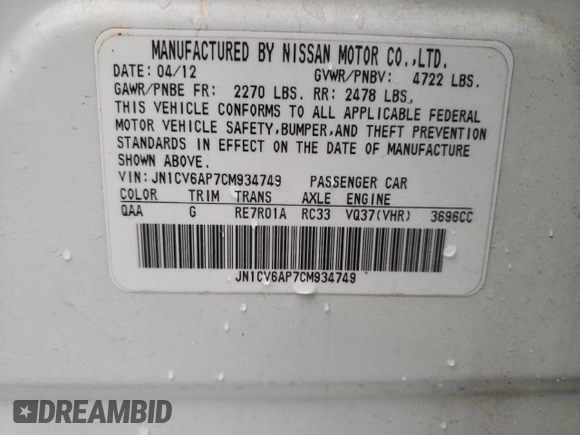 MANUFACTURED BY NISSAN MOTOR CO.,LTD.
DATE: 04/12 GVWR/PNBV: 4722 LBS.
GAWR/PNBE FR: 2270 LBS. RR: 2478 LBS.
THIS VEHICLE CONFORMS TO ALL APPLICABLE FEDERAL
MOTOR VEHICLE SAFETY,BUMPER,AND THEFT PREVENTION
STANDARDS IN EFFECT ON THE DATE OF MANUFACTURE
SHOWN ABOVE.
VIN:JN1CV6AP7CM934749 PASSENGER CAR
COLOR TRIM TRANS AXLE ENGINE
QAA G RE7R01A RC33 VQ37(VHR) 3696CC
JN1CV6AP7CM934749
DREAMBID